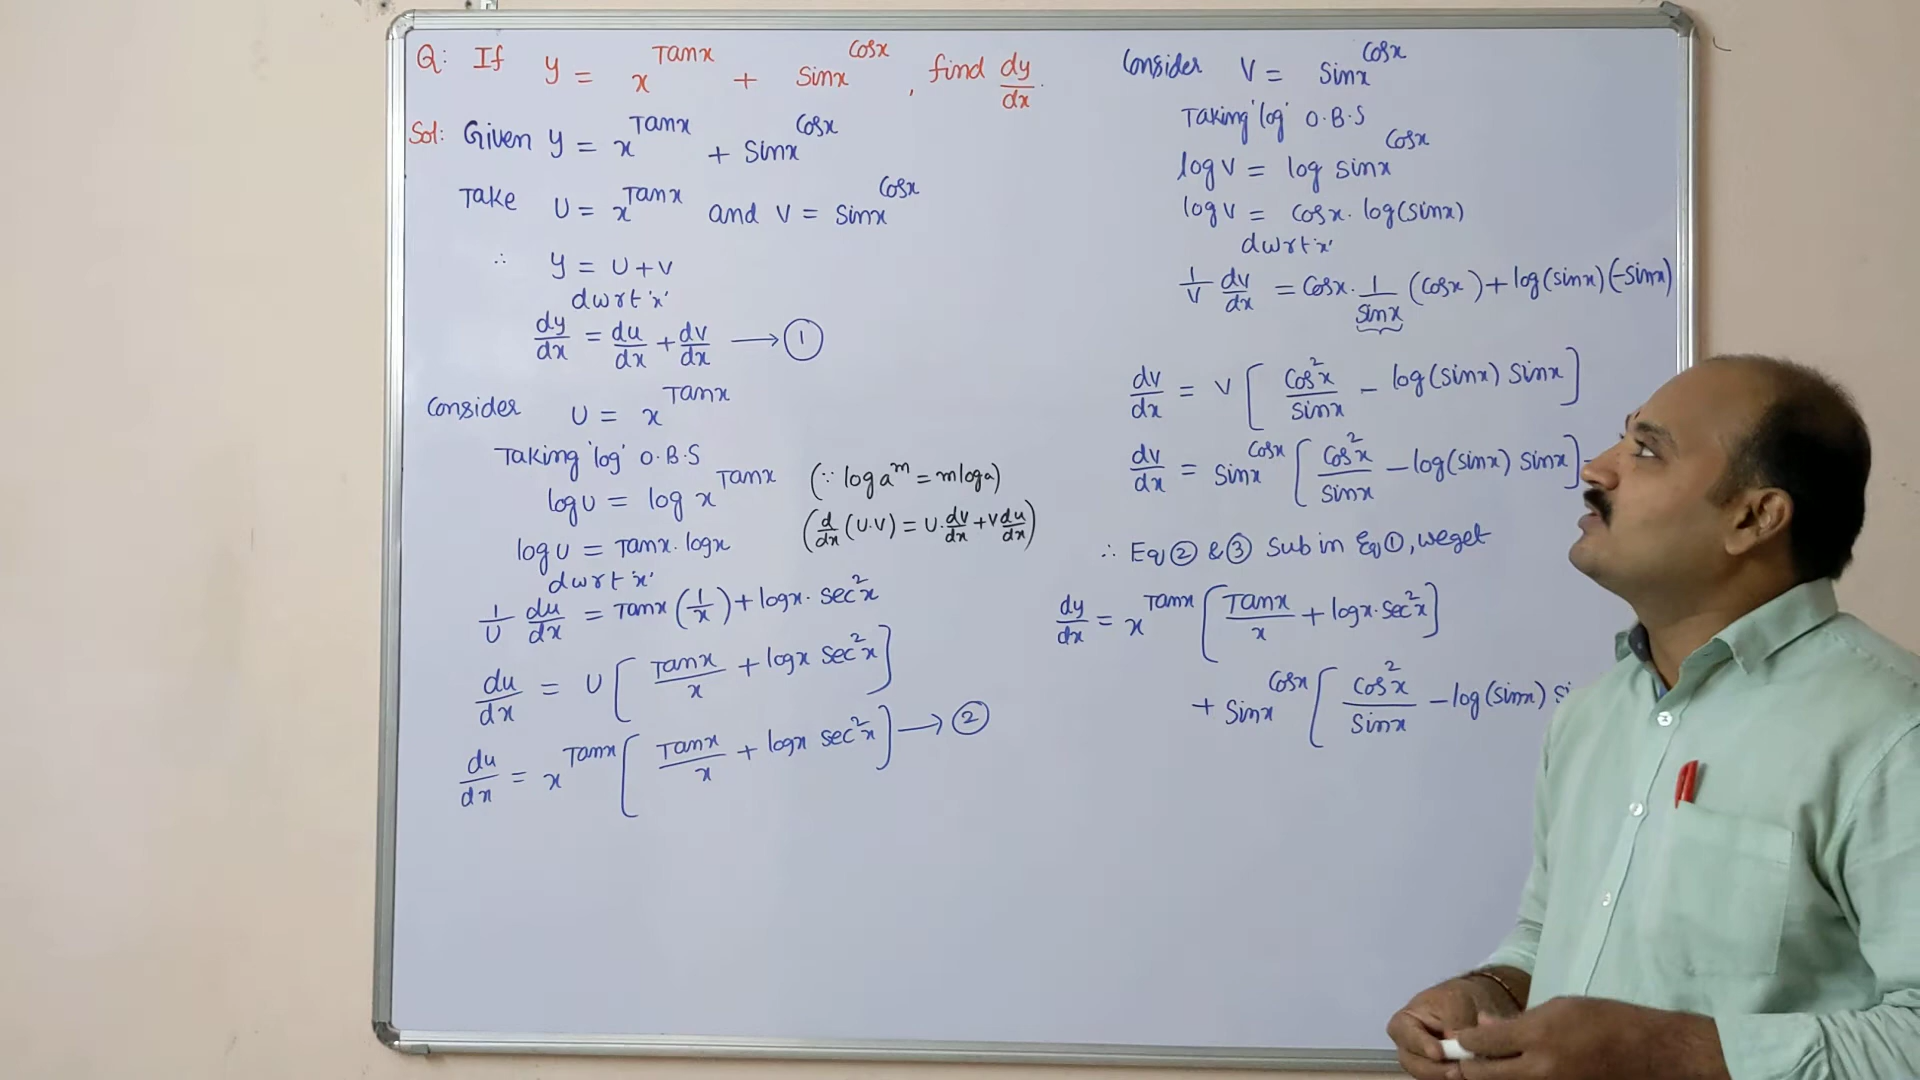 Q: If y = x^Tanx + Sinx^Cosx, find dy/dx.
Sol: Given y = x^Tanx + Sinx^Cosx
Take U = x^Tanx and V = Sinx^Cosx
∴ y = U+V
dwrt 'x'
dy/dx = du/dx + dv/dx → ①
Consider U = x^Tanx
Taking 'log' O.B.S
logU = log x^Tanx (∵ log a^m = mloga)
logU = Tanx. logx (d/dx (U.V) = U.dv/dx + V du/dx)
dwrt 'x'
1/U du/dx = Tanx (1/x) + logx. sec²x
du/dx = U [Tanx/x + logx sec²x]
du/dx = x^Tanx [Tanx/x + logx sec²x] → ②
Consider V = Sinx^Cosx
Taking 'log' O.B.S
logV = log sinx^Cosx
logV = Cosx. log(sinx)
dwrt 'x'
1/V dv/dx = Cosx. 1/sinx (Cosx) + log(sinx) (-sinx)
dv/dx = V [Cos²x/sinx - log(sinx) sinx]
dv/dx = Sinx^Cosx [Cos²x/sinx - log(sinx) sinx]
∴ Eq ② & ③ Sub in Eq ①, we get
dy/dx = x^Tanx [Tanx/x + logx. sec²x]
+ Sinx^Cosx [Cos²x/Sinx - log(sinx)